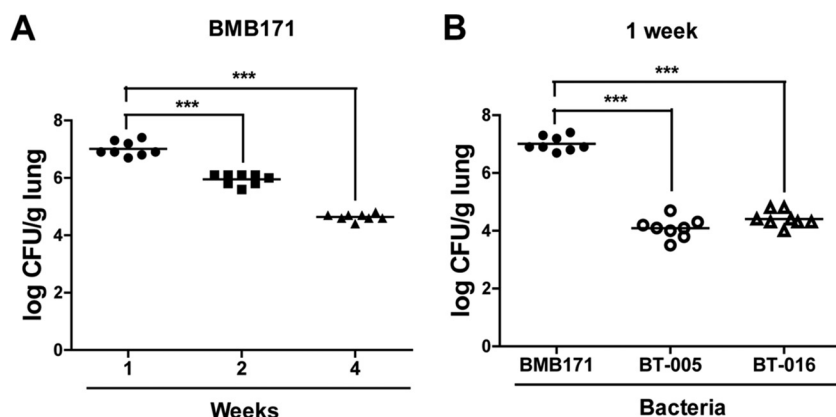 A
BMB171
***
***
8
6
4
2
0
log CFU/g lung
1 2 4
Weeks
B
1 week
***
***
8
6
4
2
0
log CFU/g lung
BMB171 BT-005 BT-016
Bacteria